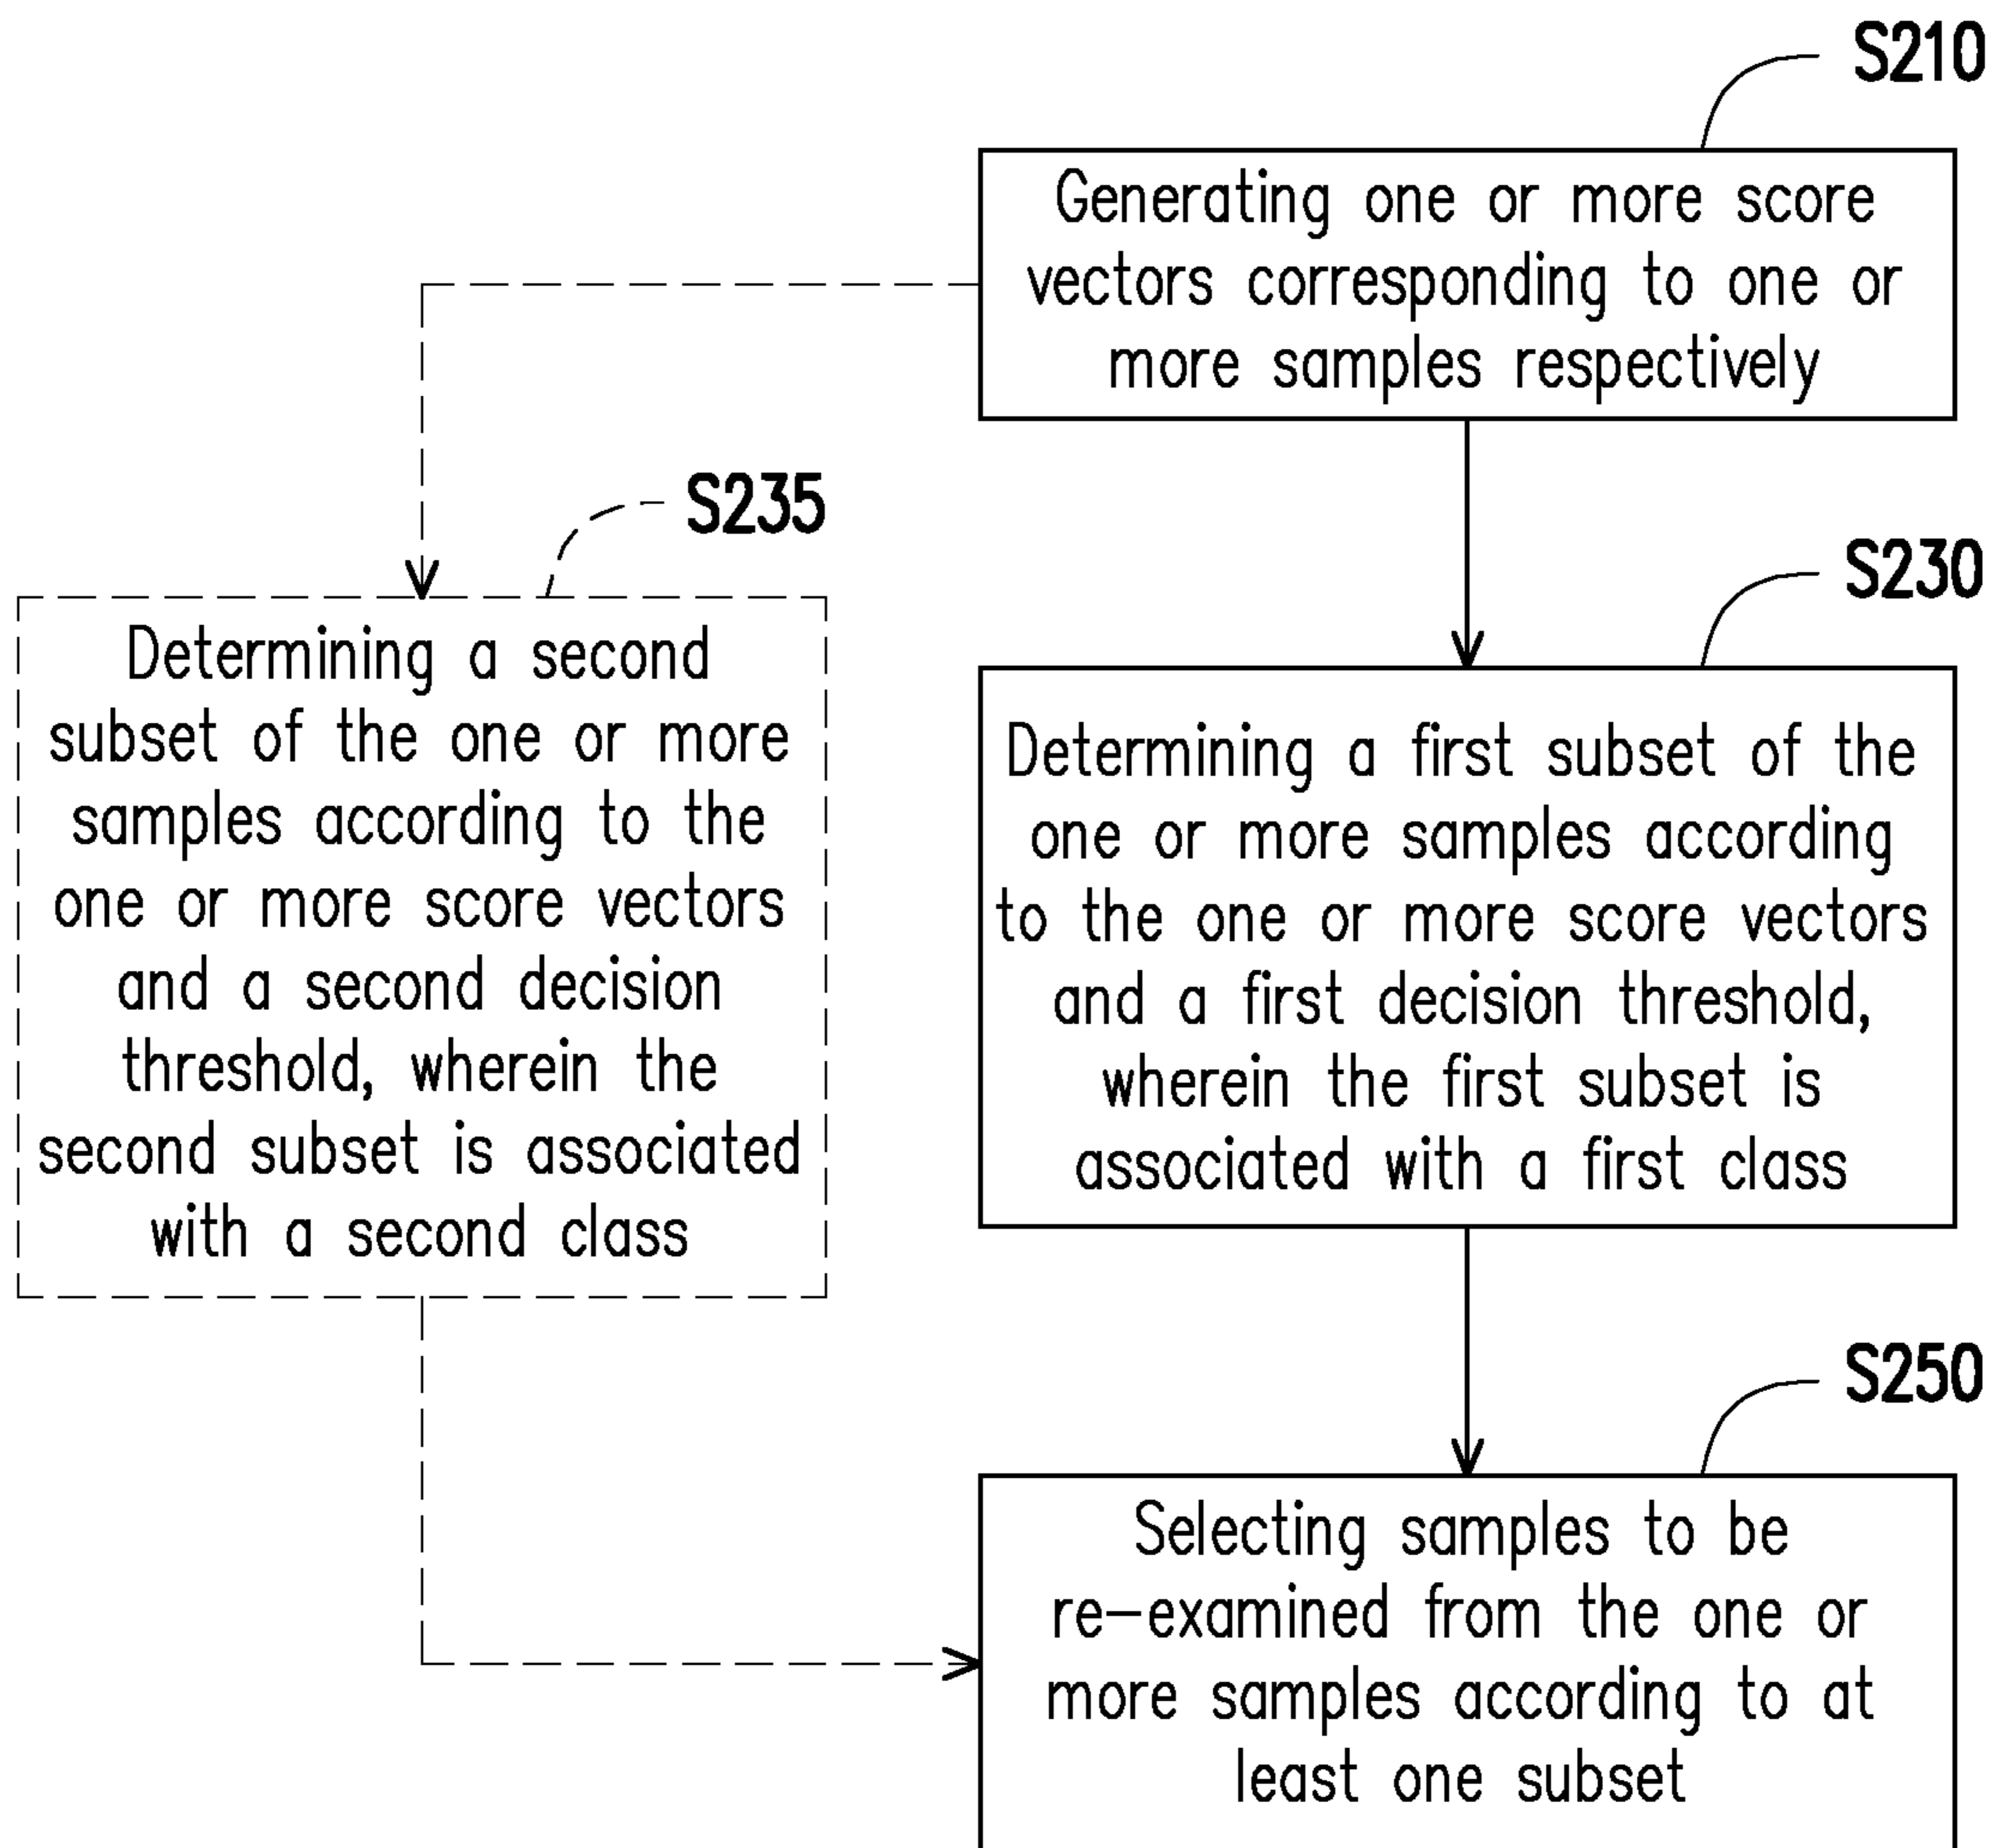 S210
Generating one or more score
vectors corresponding to one or
more samples respectively
S235
Determining a second
subset of the one or more
samples according to the
one or more score vectors
and a second decision
threshold, wherein the
second subset is associated
with a second class
S230
Determining a first subset of the
one or more samples according
to the one or more score vectors
and a first decision threshold,
wherein the first subset is
associated with a first class
S250
Selecting samples to be
re-examined from the one or
more samples according to at
least one subset